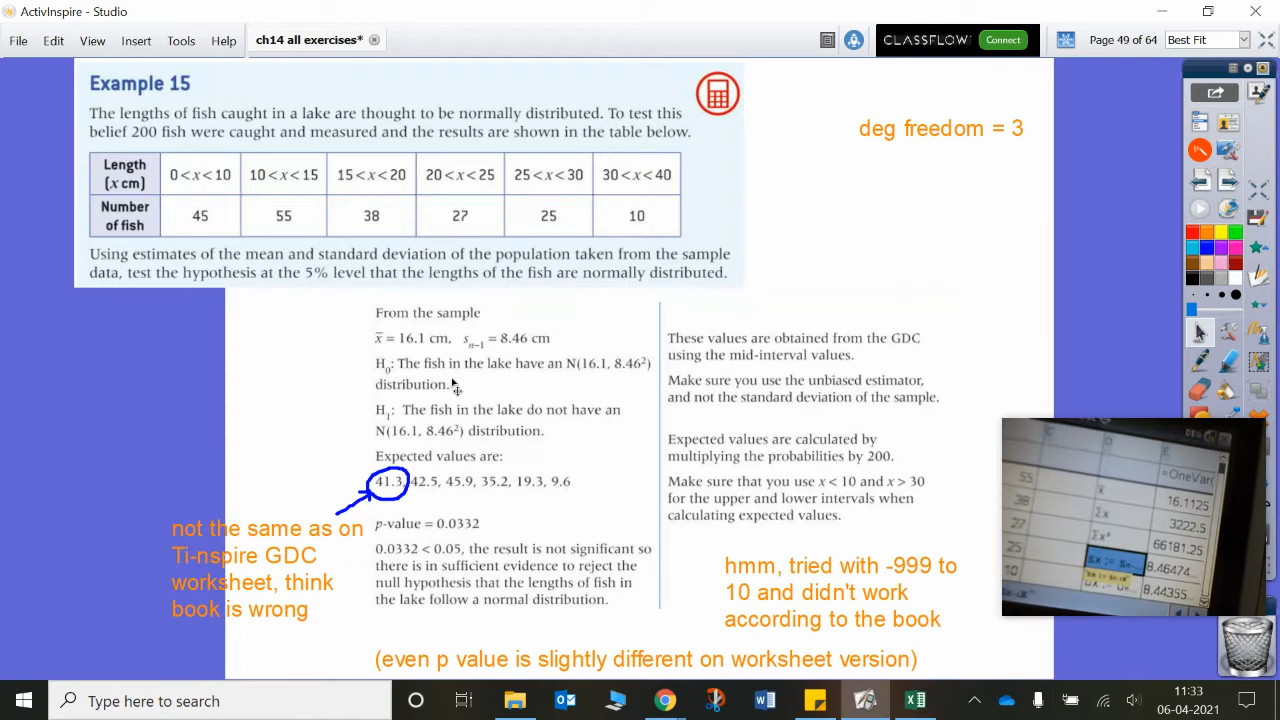 ActivInspire - Studio
File Edit View Insert Tools Help
ch14 all exercises*
CLASSFLOW Connect
Page 49 of 64
Best Fit
Example 15
The lengths of fish caught in a lake are thought to be normally distributed. To test this
belief 200 fish were caught and measured and the results are shown in the table below.
Length (x cm) 0 < x < 10 10 < x < 15 15 < x < 20 20 < x < 25 25 < x < 30 30 < x < 40
Number of fish 45 55 38 27 25 10
Using estimates of the mean and standard deviation of the population taken from the sample
data, test the hypothesis at the 5% level that the lengths of the fish are normally distributed.
deg freedom = 3
From the sample
x̅ = 16.1 cm, sₙ₋₁ = 8.46 cm
H₀: The fish in the lake have an N(16.1, 8.46²)
distribution.
H₁: The fish in the lake do not have an
N(16.1, 8.46²) distribution.
Expected values are:
41.3, 42.5, 45.9, 35.2, 19.3, 9.6
p-value = 0.0332
0.0332 < 0.05, the result is not significant so
there is in sufficient evidence to reject the
null hypothesis that the lengths of fish in
the lake follow a normal distribution.
These values are obtained from the GDC
using the mid-interval values.
Make sure you use the unbiased estimator,
and not the standard deviation of the sample.
Expected values are calculated by
multiplying the probabilities by 200.
Make sure that you use x < 10 and x > 30
for the upper and lower intervals when
calculating expected values.
not the same as on
Ti-nspire GDC
worksheet, think
book is wrong
hmm, tried with -999 to
10 and didn't work
according to the book
(even p value is slightly different on worksheet version)
DEG
C D E
=OneVar(
55 x̅ 16.1125
38 Σx 3222.5
27 Σx² 66181.25
25 sx := sₙ-... 8.46474...
10 8.44355...
Type here to search
11:33
06-04-2021